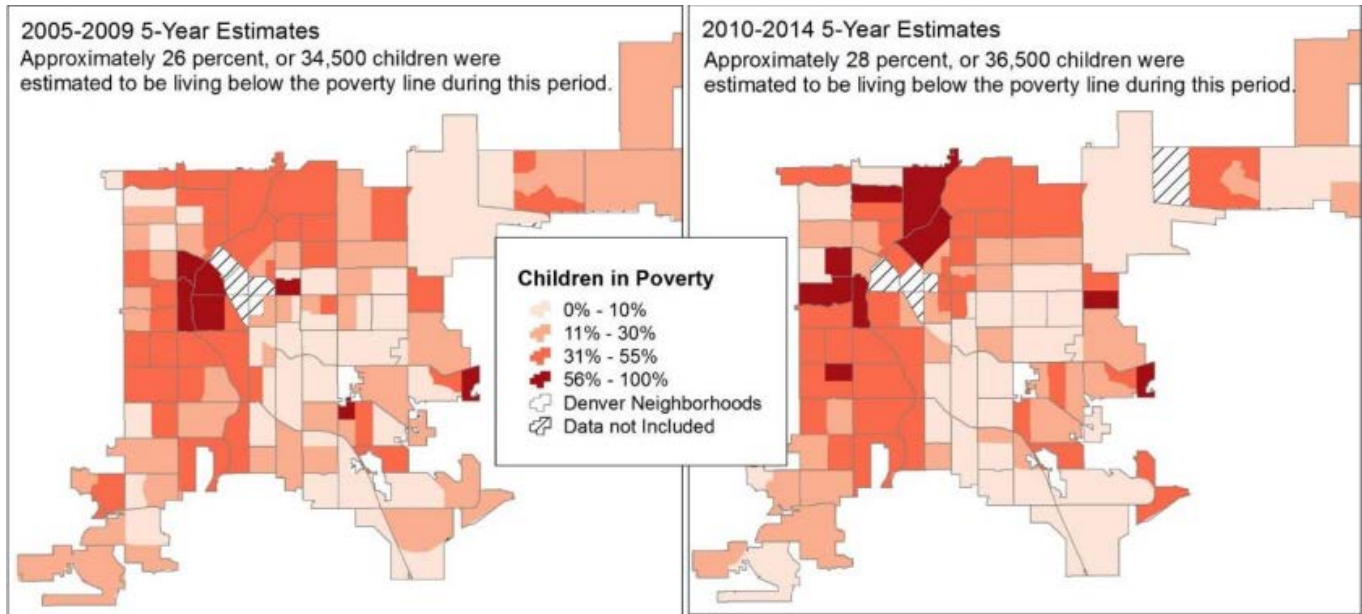 2005-2009 5-Year Estimates
Approximately 26 percent, or 34,500 children were
estimated to be living below the poverty line during this period.
2010-2014 5-Year Estimates
Approximately 28 percent, or 36,500 children were
estimated to be living below the poverty line during this period.
Children in Poverty
0% - 10%
11% - 30%
31% - 55%
56% - 100%
Denver Neighborhoods
Data not Included